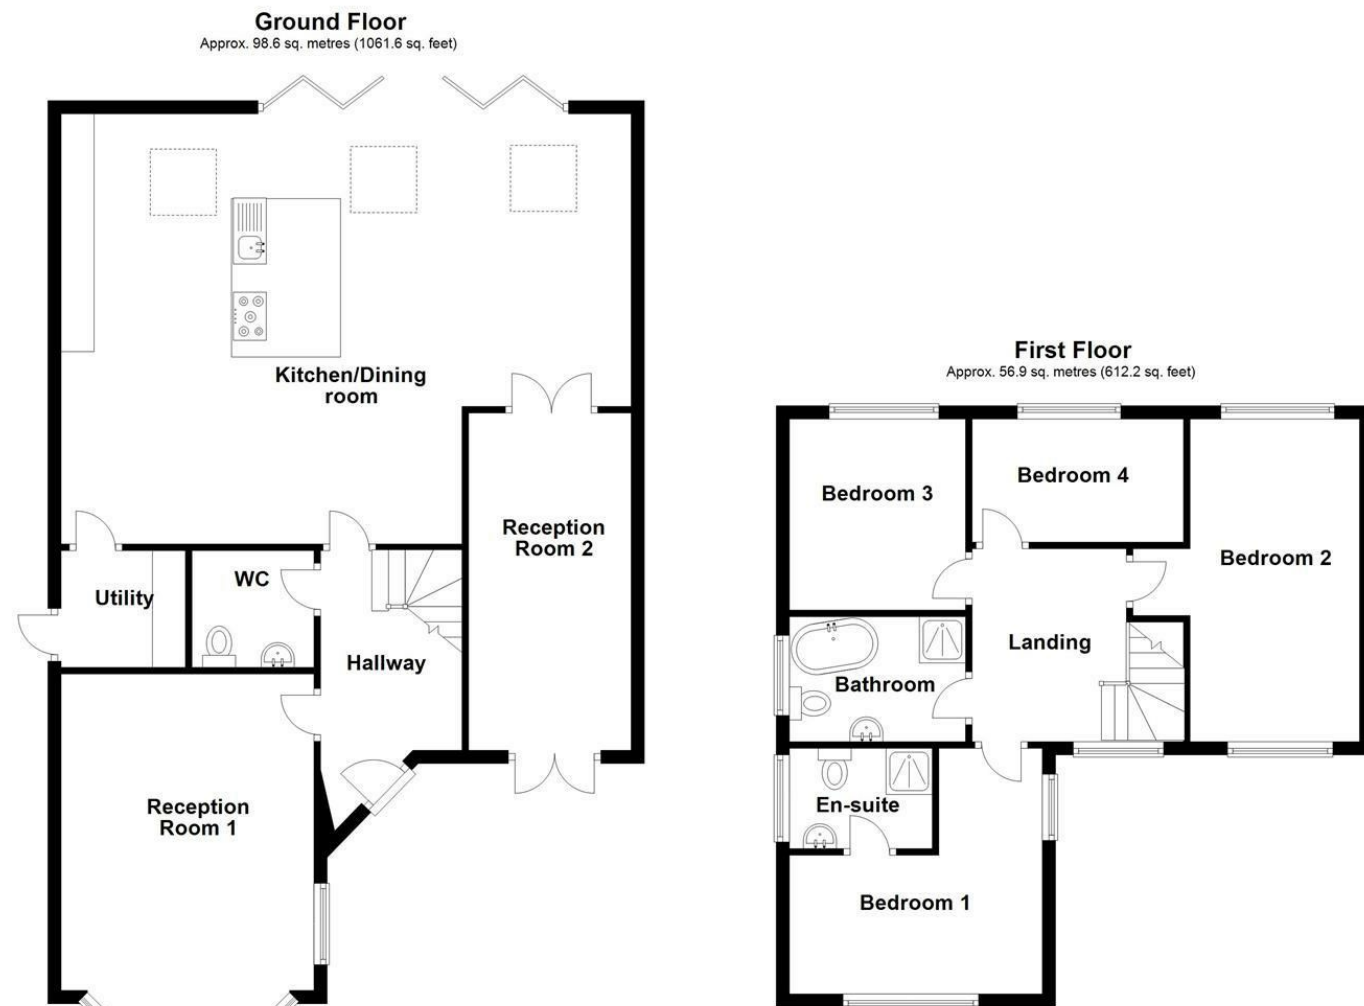 Ground Floor
Approx. 98.6 sq. metres (1061.6 sq. feet)
Kitchen/Dining
room
Reception
Room 2
Utility
WC
Hallway
Reception
Room 1
First Floor
Approx. 56.9 sq. metres (612.2 sq. feet)
Bedroom 3
Bedroom 4
Bedroom 2
Landing
Bathroom
En-suite
Bedroom 1